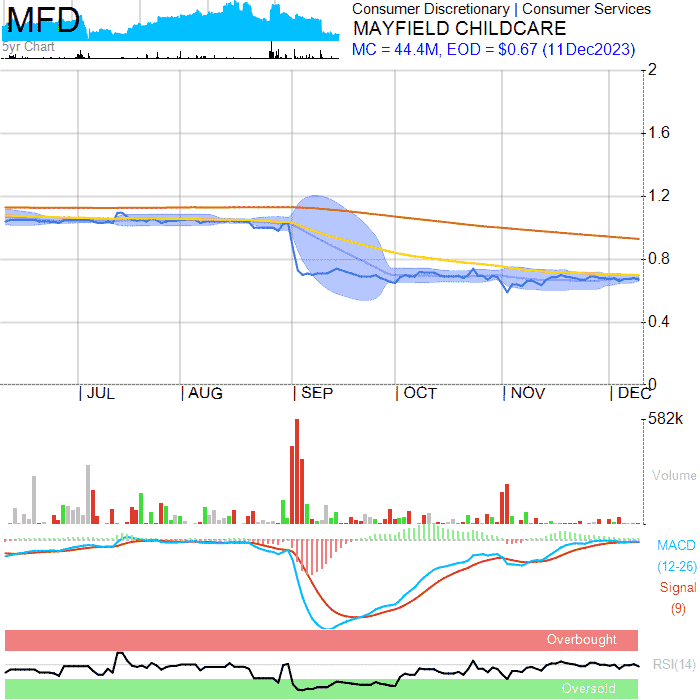 MFD
5yr Chart
Consumer Discretionary | Consumer Services
MAYFIELD CHILDCARE
MC = 44.4M, EOD = $0.67 (11Dec2023)
2
1.6
1.2
0.8
0.4
0
| JUL | AUG | SEP | OCT | NOV | DEC
582k
Volume
MACD
(12-26)
Signal
(9)
Overbought
RSI(14)
Oversold